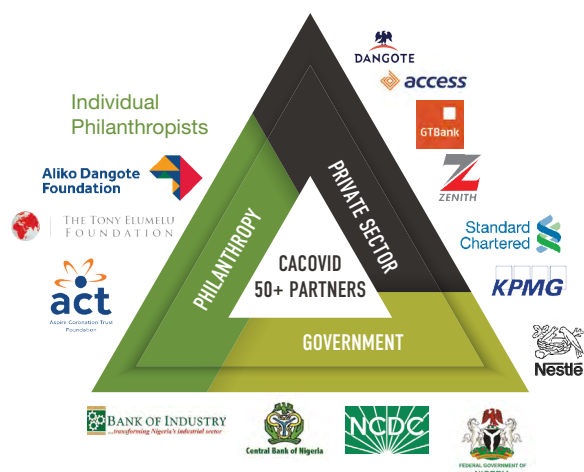 DANGOTE
access
GTBank
ZENITH
Standard
Chartered
KPMG
Nestlē
Individual
Philanthropists
Aliko Dangote
Foundation
THE TONY ELUMELU
FOUNDATION
act
Aspire Coronation Trust
Foundation
PHILANTHROPY
PRIVATE SECTOR
CACOVID
50+ PARTNERS
GOVERNMENT
BANK OF INDUSTRY
...transforming Nigeria's industrial sector
Central Bank of Nigeria
NCDC
FEDERAL GOVERNMENT OF